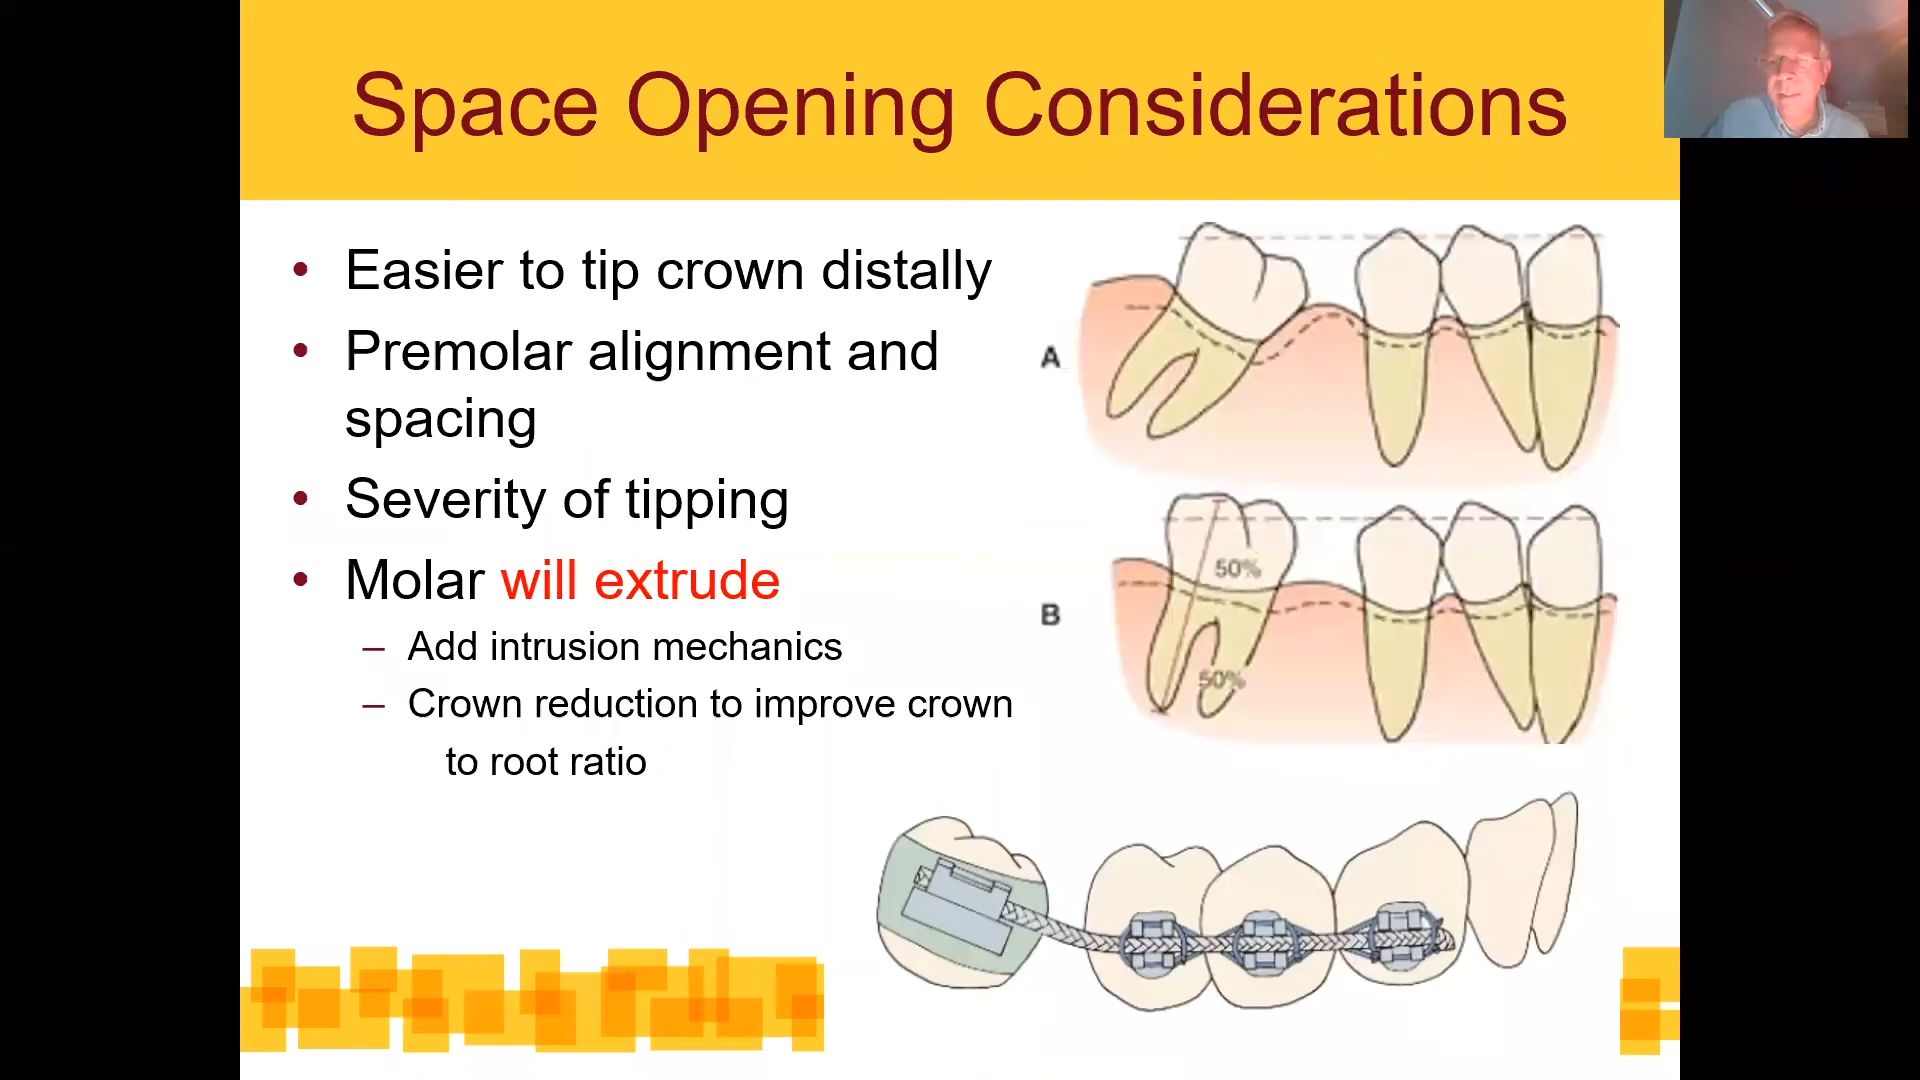 Space Opening Considerations
• Easier to tip crown distally
• Premolar alignment and
spacing
• Severity of tipping
• Molar will extrude
– Add intrusion mechanics
– Crown reduction to improve crown
to root ratio
A
50%
B
50%